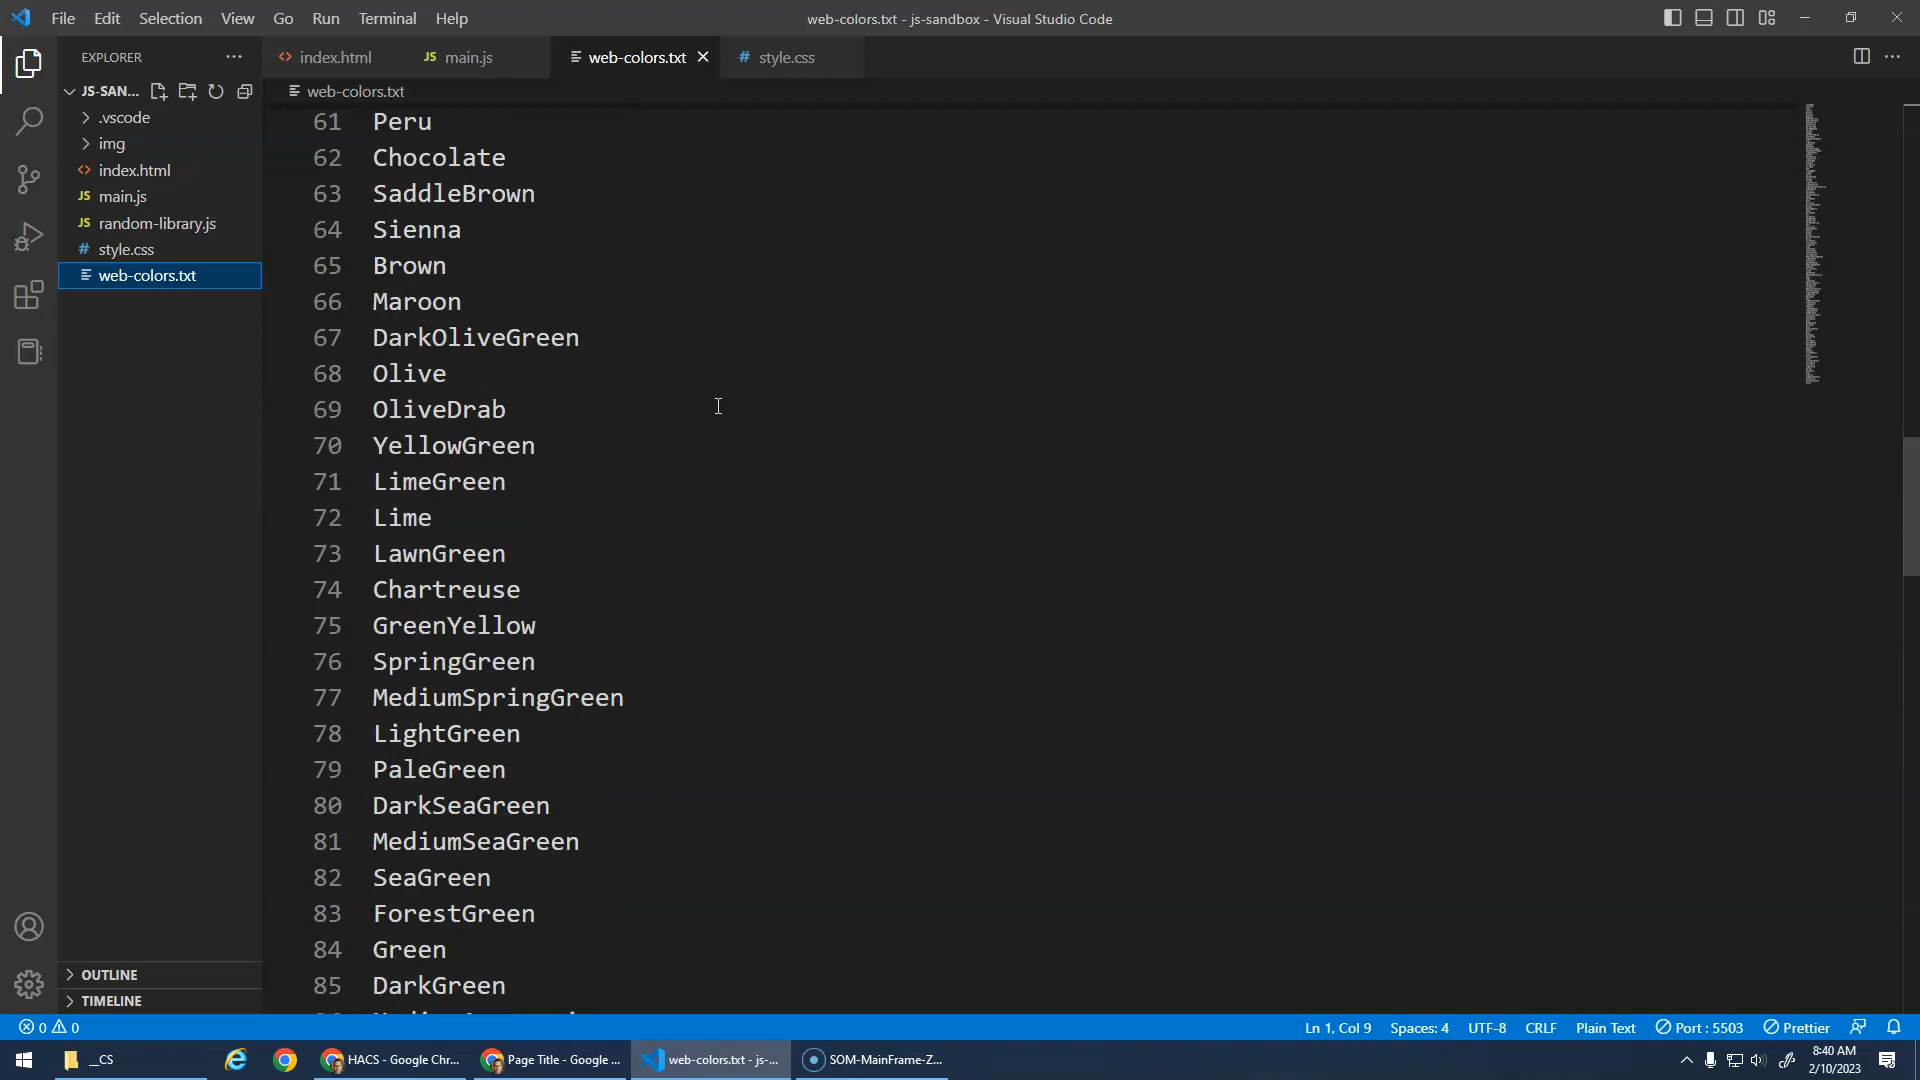 File Edit Selection View Go Run Terminal Help
web-colors.txt - js-sandbox - Visual Studio Code
EXPLORER
index.html
JS main.js
web-colors.txt
# style.css
JS-SAN...
web-colors.txt
.vscode
img
index.html
JS main.js
JS random-library.js
# style.css
web-colors.txt
61 Peru
62 Chocolate
63 SaddleBrown
64 Sienna
65 Brown
66 Maroon
67 DarkOliveGreen
68 Olive
69 OliveDrab
70 YellowGreen
71 LimeGreen
72 Lime
73 LawnGreen
74 Chartreuse
75 GreenYellow
76 SpringGreen
77 MediumSpringGreen
78 LightGreen
79 PaleGreen
80 DarkSeaGreen
81 MediumSeaGreen
82 SeaGreen
83 ForestGreen
84 Green
85 DarkGreen
OUTLINE
TIMELINE
0 0
Ln 1, Col 9 Spaces: 4 UTF-8 CRLF Plain Text Port : 5503 Prettier
_CS
HACS - Google Chr...
Page Title - Google ...
web-colors.txt - js-...
SOM-MainFrame-Z...
8:40 AM
2/10/2023